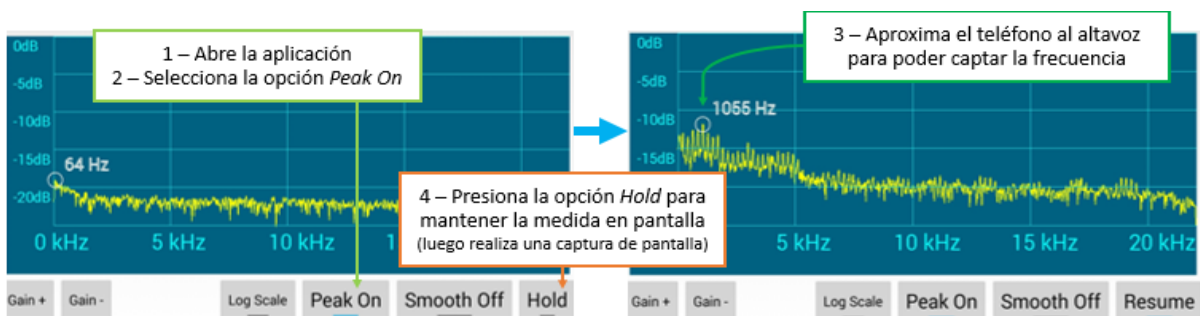 1 – Abre la aplicación
2 – Selecciona la opción Peak On
0dB
-5dB
-10dB
-15dB
-20dB
64 Hz
0 kHz 5 kHz 10 kHz 1
Gain + Gain - Log Scale Peak On Smooth Off Hold
4 – Presiona la opción Hold para
mantener la medida en pantalla
(luego realiza una captura de pantalla)
3 – Aproxima el teléfono al altavoz
para poder captar la frecuencia
0dB
-5dB
-10dB
-15dB
1055 Hz
5 kHz 10 kHz 15 kHz 20 kHz
Gain + Gain - Log Scale Peak On Smooth Off Resume